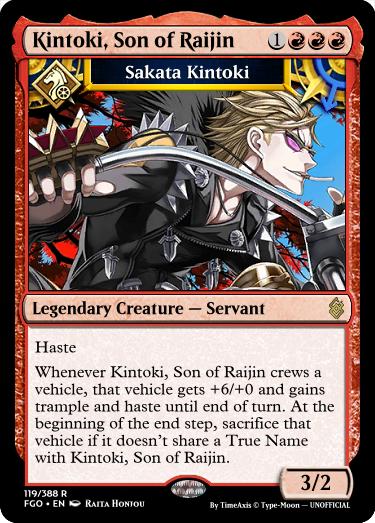 Kintoki, Son of Raijin 1
Sakata Kintoki
Legendary Creature — Servant
Haste
Whenever Kintoki, Son of Raijin crews a
vehicle, that vehicle gets +6/+0 and gains
trample and haste until end of turn. At the
beginning of the end step, sacrifice that
vehicle if it doesn't share a True Name
with Kintoki, Son of Raijin.
3/2
119/388 R
FGO • EN Raita Honjou
By TimeAxis © Type-Moon — UNOFFICIAL